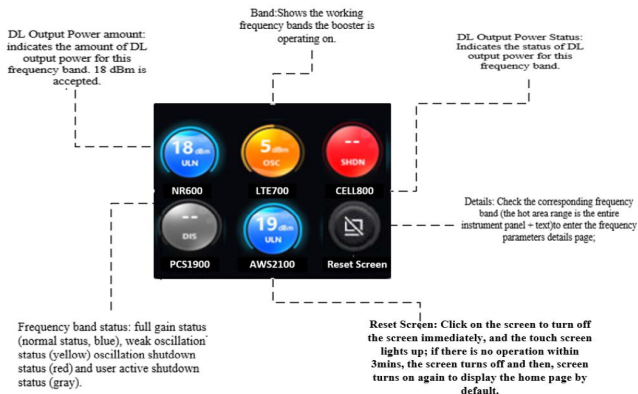 DL Output Power amount:
indicates the amount of DL
output power for this
frequency band. 18 dBm is
accepted.
Band:Shows the working
frequency bands the booster is
operating on.
DL Output Power Status:
Indicates the status of DL
output power for this
frequency band.
18 dBm
ULN
NR600
5 dBm
OSC
LTE700
--
SHDN
CELL800
--
DIS
PCS1900
19 dBm
ULN
AWS2100
Reset Screen
Details: Check the corresponding frequency
band (the hot area range is the entire
instrument panel + text)to enter the frequency
parameters details page;
Frequency band status: full gain status
(normal status, blue), weak oscillation
status (yellow) oscillation shutdown
status (red) and user active shutdown
status (gray).
Reset Screen: Click on the screen to turn off
the screen immediately, and the touch screen
lights up; if there is no operation within
3mins, the screen turns off and then, screen
turns on again to display the home page by
default.